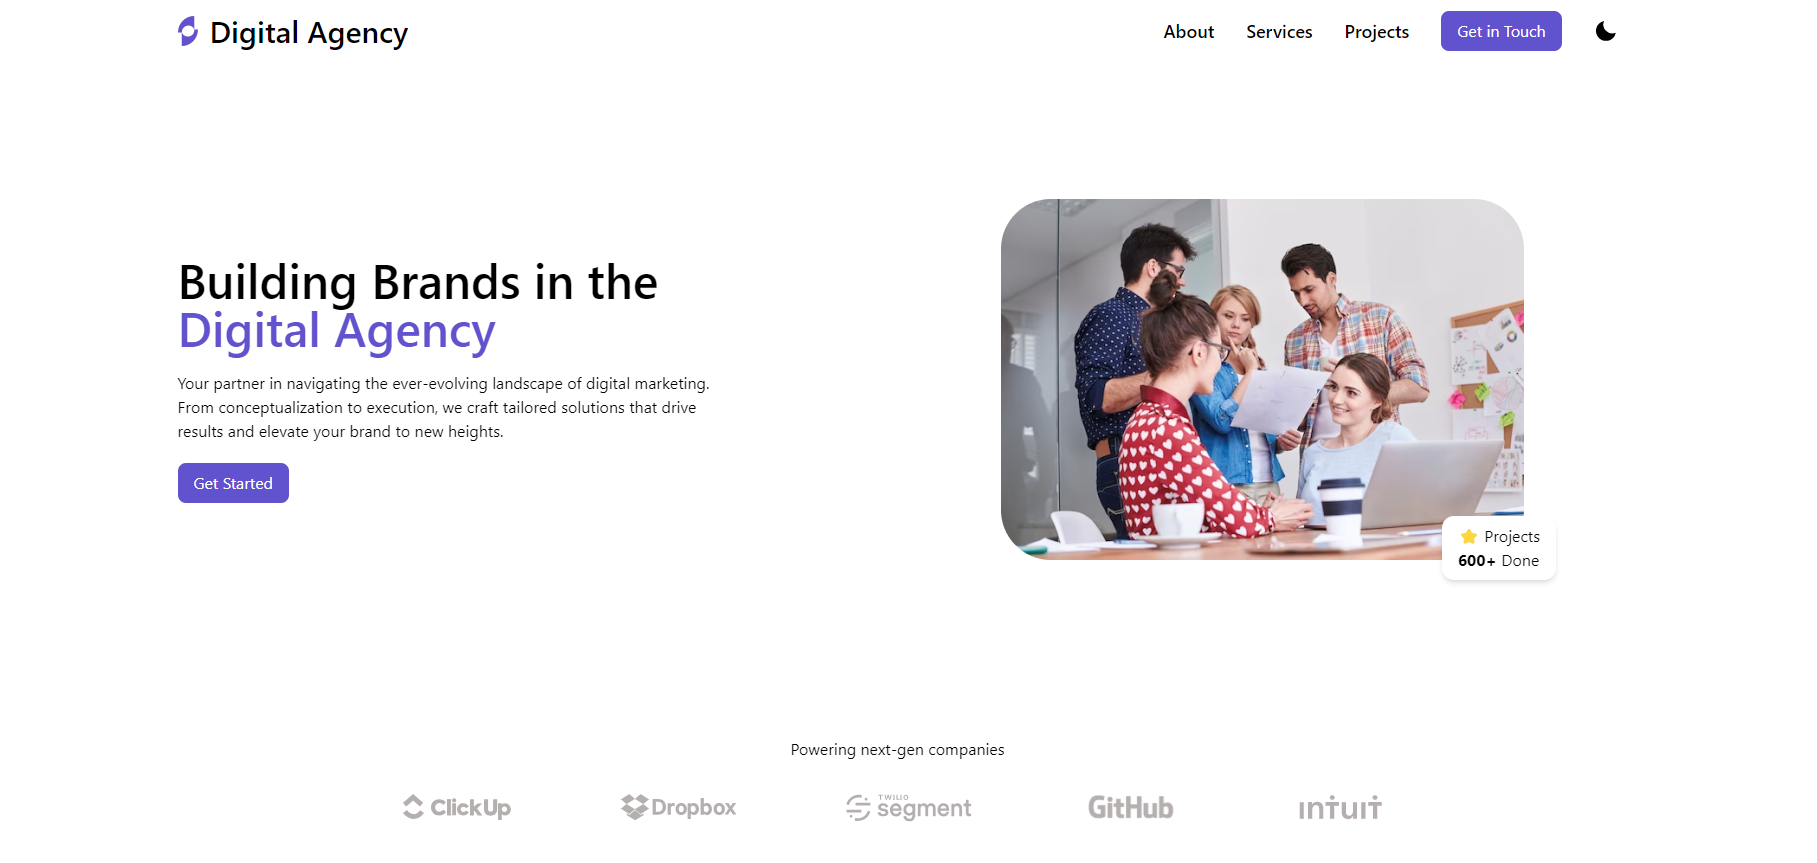 Digital Agency
About
Services
Projects
Get in Touch
Building Brands in the
Digital Agency
Your partner in navigating the ever-evolving landscape of digital marketing.
From conceptualization to execution, we craft tailored solutions that drive
results and elevate your brand to new heights.
Get Started
Projects
600+ Done
Powering next-gen companies
ClickUp
Dropbox
TWILIO
segment
GitHub
intuit